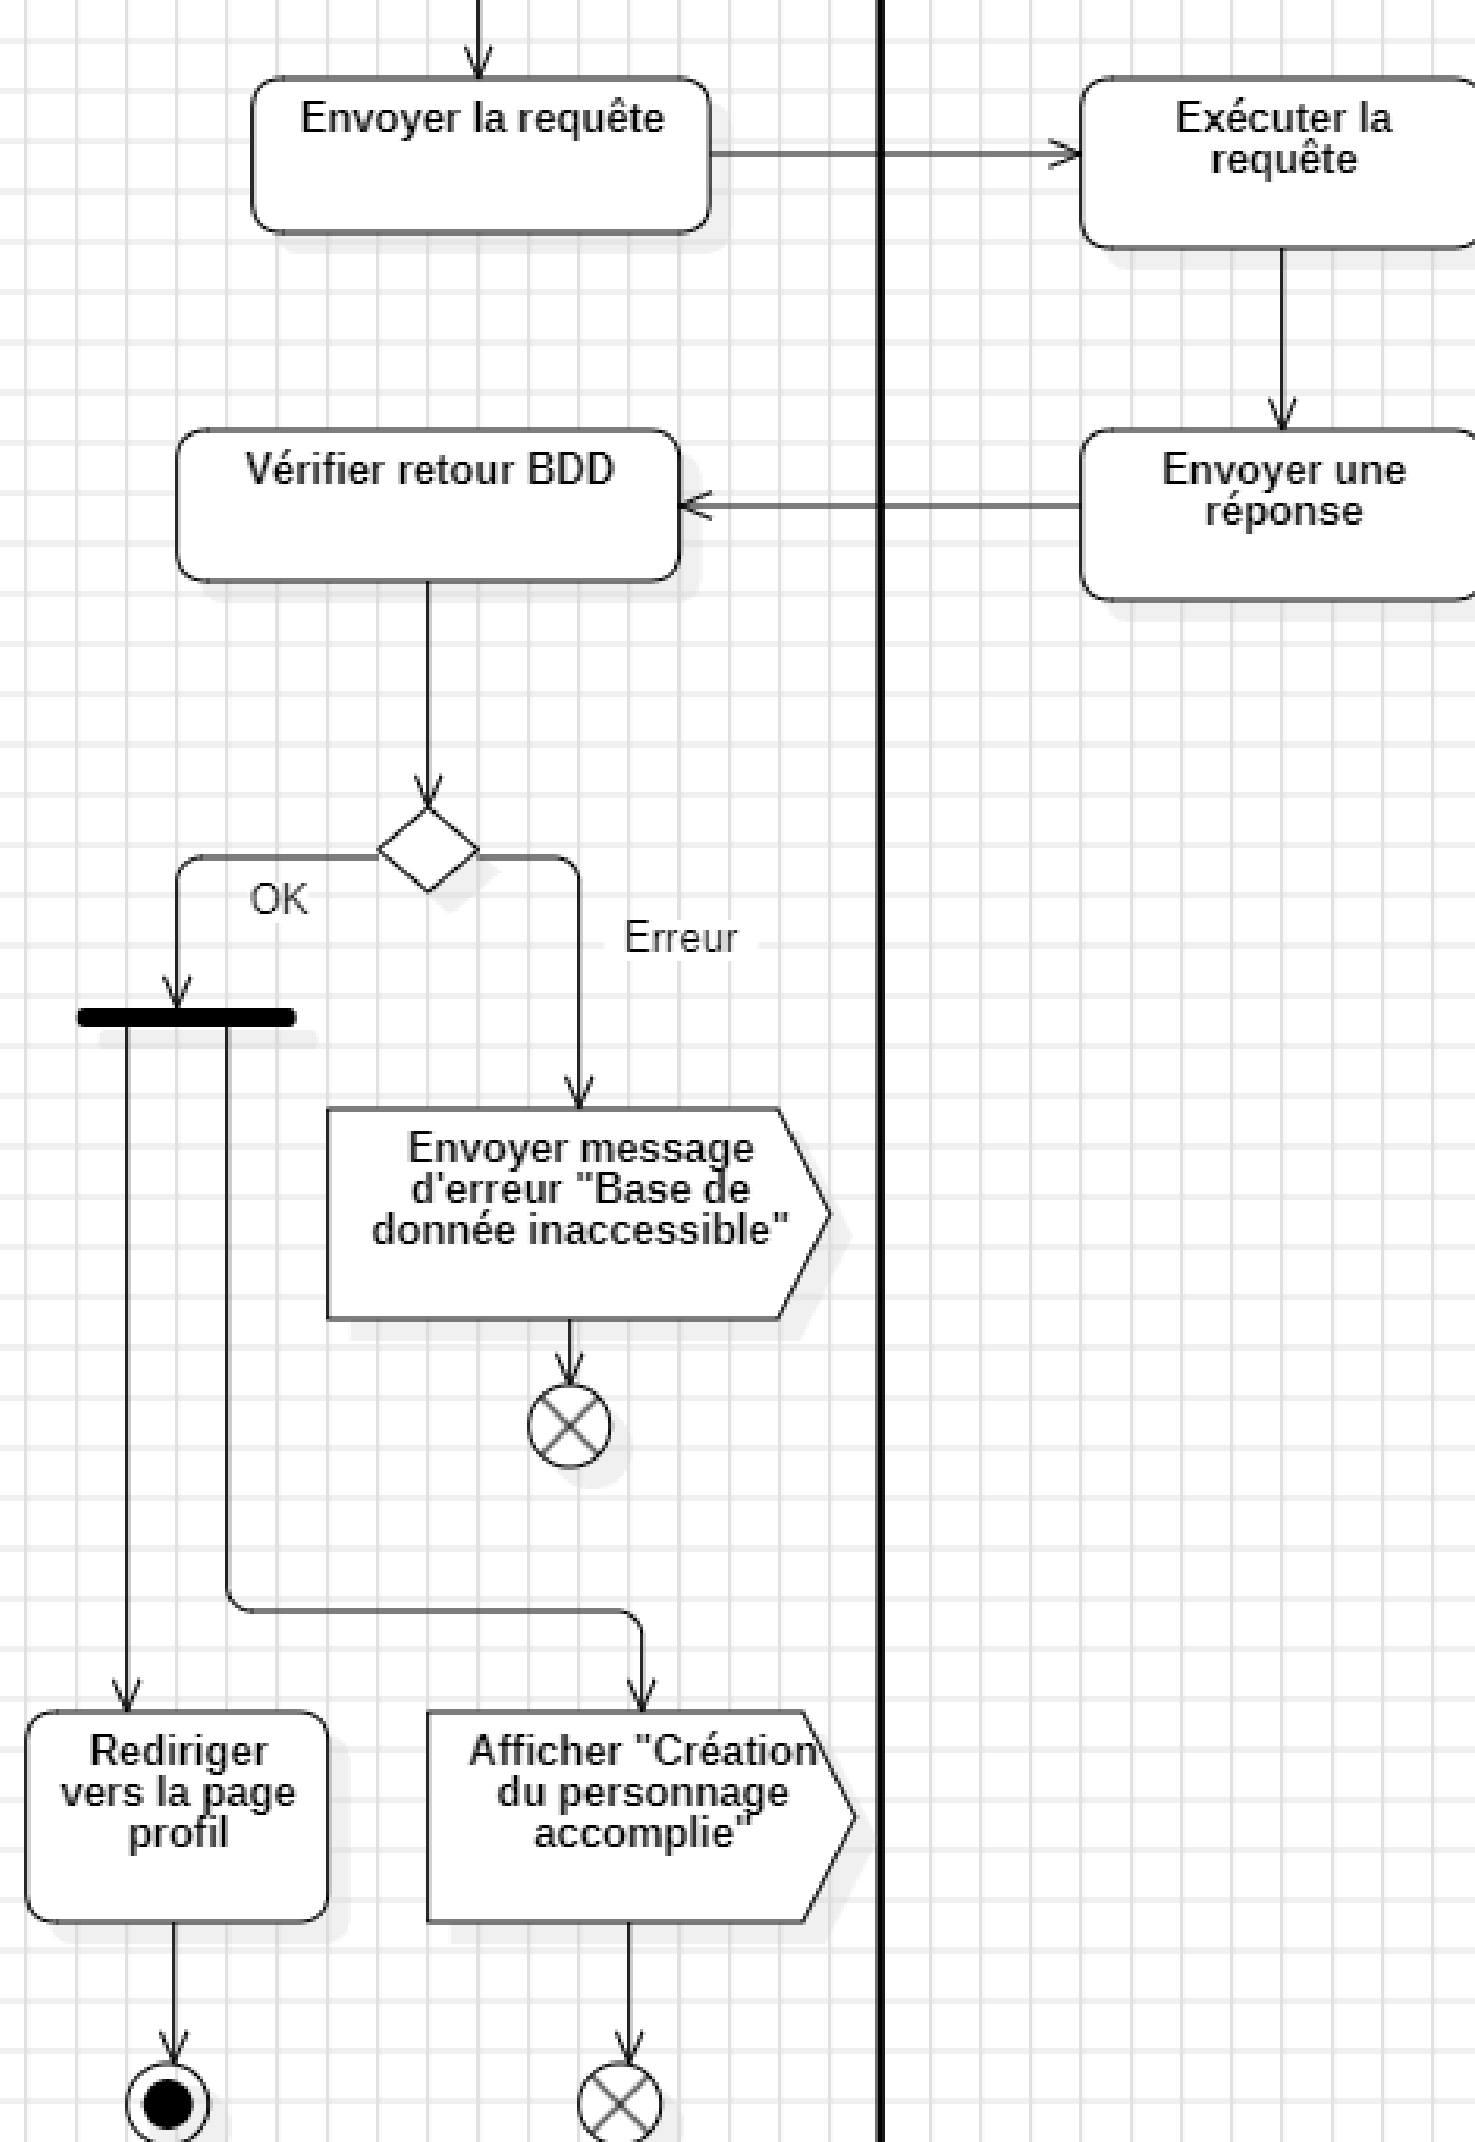 Envoyer la requête
Exécuter la
requête
Vérifier retour BDD
Envoyer une
réponse
OK
Erreur
Envoyer message
d'erreur "Base de
donnée inaccessible"
Rediriger
vers la page
profil
Afficher "Création
du personnage
accomplie"